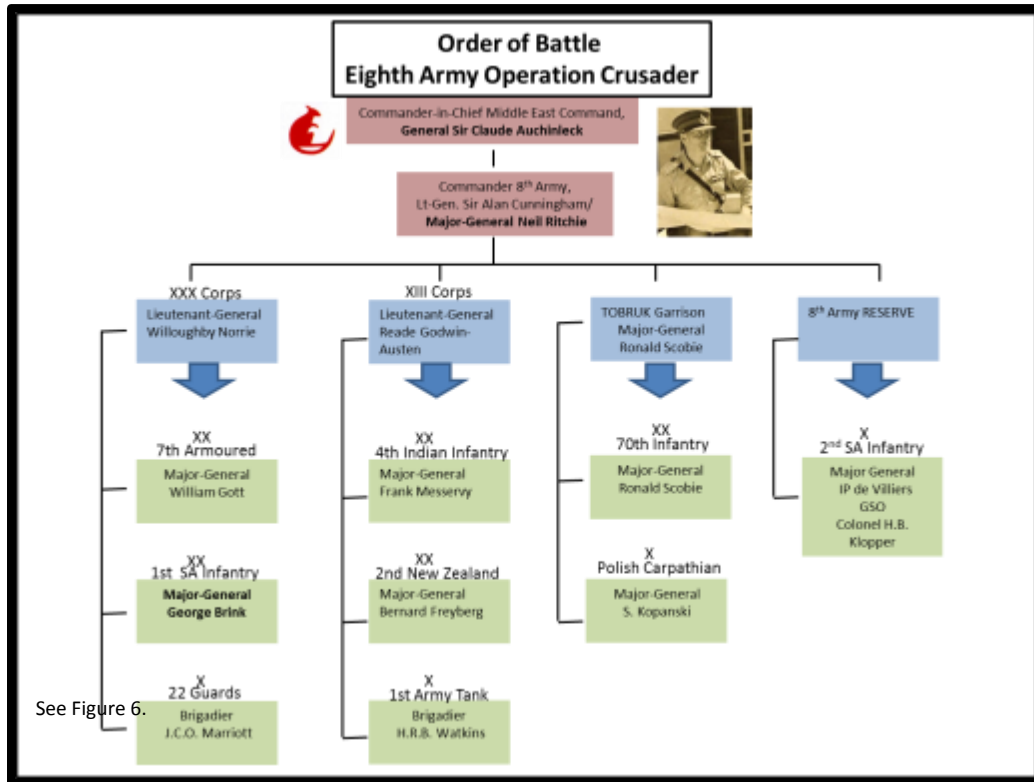 Order of Battle
Eighth Army Operation Crusader
Commander-in-Chief Middle East Command,
General Sir Claude Auchinleck
Commander 8th Army,
Lt-Gen. Sir Alan Cunningham/
Major-General Neil Ritchie
XXX Corps
Lieutenant-General
Willoughby Norrie
XX
7th Armoured
Major-General
William Gott
XX
1st SA Infantry
Major-General
George Brink
X
22 Guards
Brigadier
J.C.O. Marriott
See Figure 6.
XIII Corps
Lieutenant-General
Reade Godwin-
Austen
XX
4th Indian Infantry
Major-General
Frank Messervy
XX
2nd New Zealand
Major-General
Bernard Freyberg
X
1st Army Tank
Brigadier
H.R.B. Watkins
TOBRUK Garrison
Major-General
Ronald Scobie
XX
70th Infantry
Major-General
Ronald Scobie
X
Polish Carpathian
Major-General
S. Kopanski
8th Army RESERVE
X
2nd SA Infantry
Major General
IP de Villiers
GSO
Colonel H.B.
Klopper